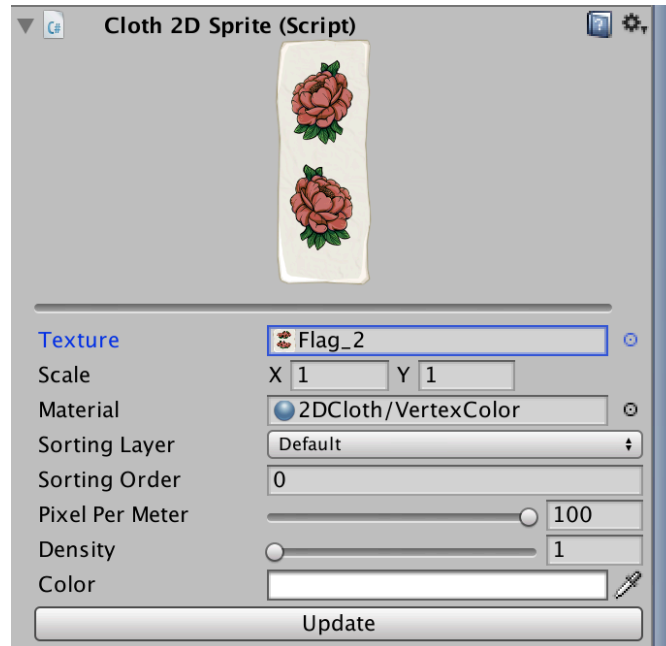 C# Cloth 2D Sprite (Script)
Texture Flag_2
Scale X 1 Y 1
Material 2DCloth/VertexColor
Sorting Layer Default
Sorting Order 0
Pixel Per Meter 100
Density 1
Color
Update